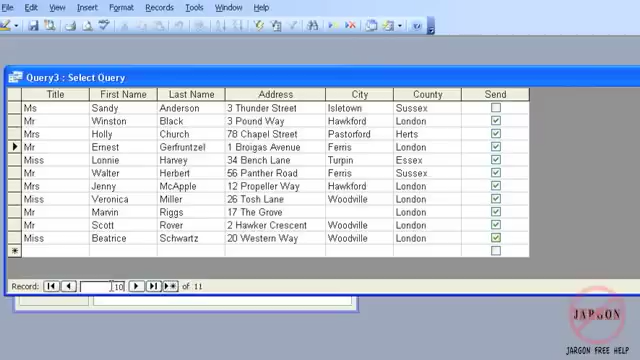 File Edit View Insert Format Records Tools Window Help
Query3 : Select Query
Title First Name Last Name Address City County Send
Ms Sandy Anderson 3 Thunder Street Isletown Sussex
Mr Winston Black 3 Pound Way Hawkford London
Mrs Holly Church 78 Chapel Street Pastorford Herts
Mr Ernest Gerfruntzel 1 Broigas Avenue Ferris London
Miss Lonnie Harvey 34 Bench Lane Turpin Essex
Mr Walter Herbert 56 Panther Road Ferris Sussex
Mrs Jenny McApple 12 Propeller Way Hawkford London
Ms Veronica Miller 26 Tosh Lane Woodville London
Mr Marvin Riggs 17 The Grove London
Mr Scott Rover 2 Hawker Crescent Woodville London
Miss Beatrice Schwartz 20 Western Way Woodville London
Record: 10 of 11
JARGON
JARGON FREE HELP